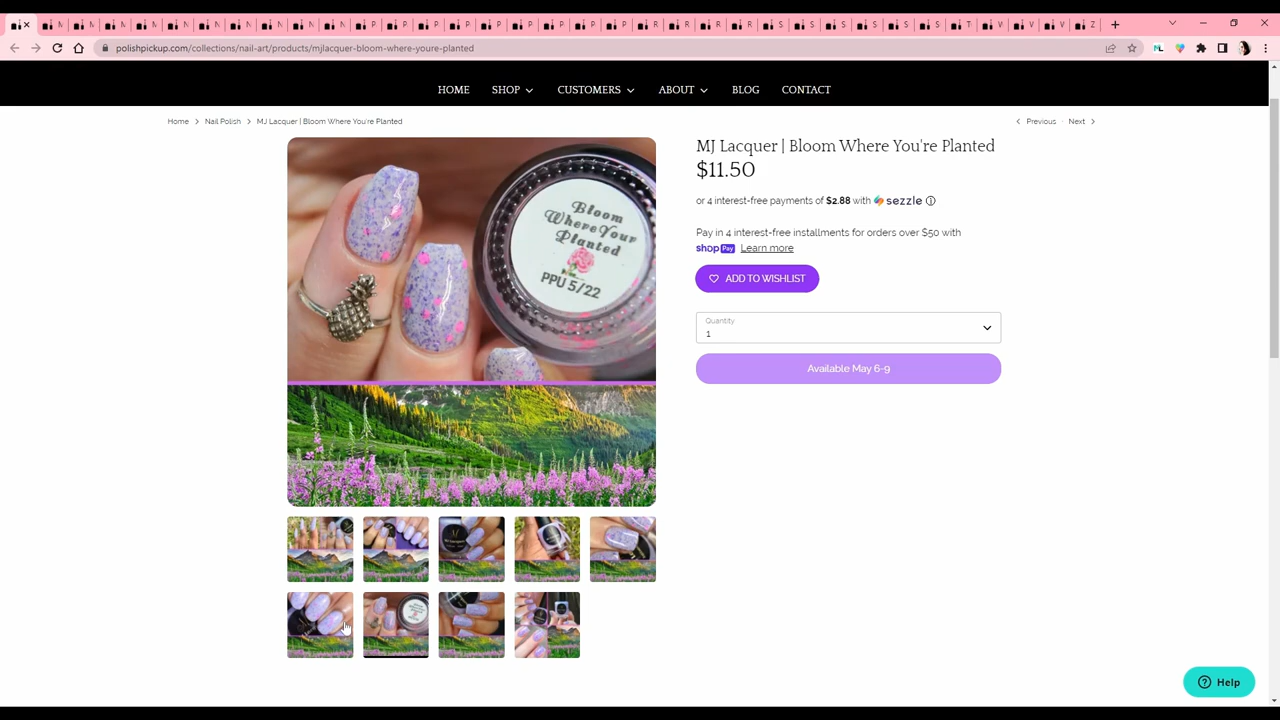 polishpickup.com/collections/nail-art/products/mjlacquer-bloom-where-youre-planted
HOME SHOP CUSTOMERS ABOUT BLOG CONTACT
Home > Nail Polish > MJ Lacquer | Bloom Where You're Planted
< Previous Next >
MJ Lacquer | Bloom Where You're Planted
$11.50
or 4 interest-free payments of $2.88 with sezzle
Pay in 4 interest-free installments for orders over $50 with
shop Pay Learn more
ADD TO WISHLIST
Quantity
1
Available May 6-9
Bloom
Where Your
Planted
PPU 5/22
Help